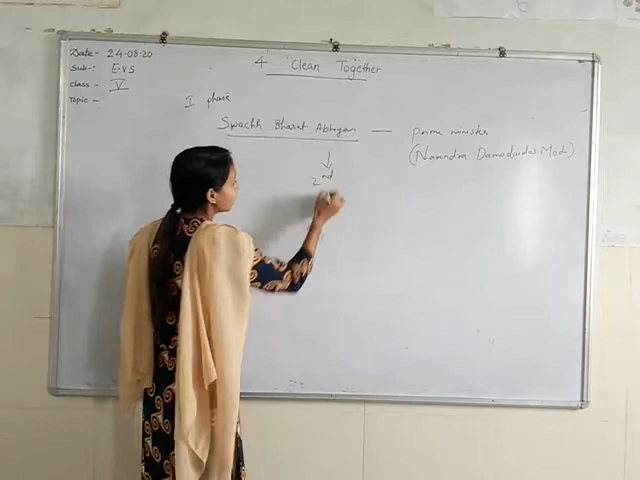 Date- 24-08-20
Sub-: E.V.S
class- V
Topic -
4 Clean Together
I phase
Swachh Bharat Abhiyan — prime minister
(Narendra Damodardas Modi)
↓
2nd